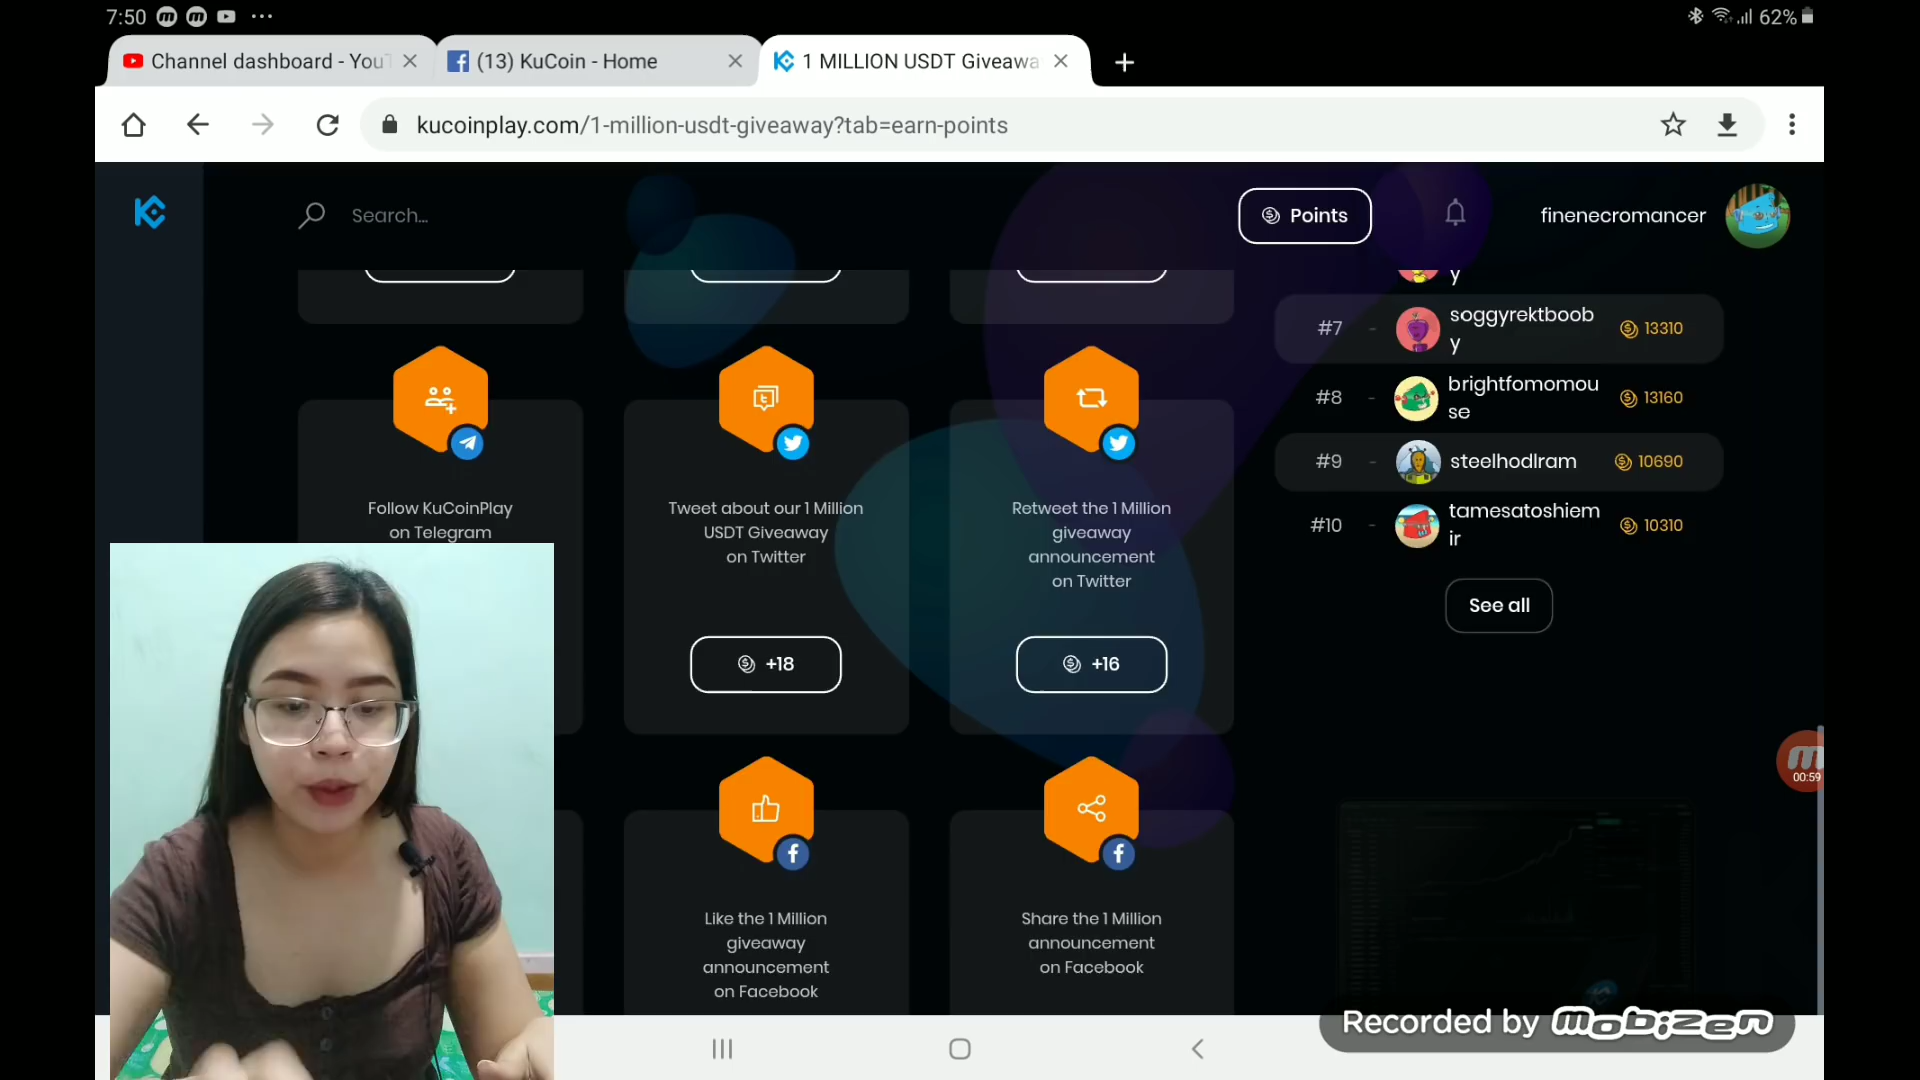 7:50
62%
Channel dashboard - You
(13) KuCoin - Home
1 MILLION USDT Giveawa
kucoinplay.com/1-million-usdt-giveaway?tab=earn-points
Search...
Points
finenecromancer
y
#7 - soggyrektboob
y
13310
#8 - brightfomomou
se
13160
#9 - steelhodlram 10690
#10 - tamesatoshiem
ir
10310
See all
Follow KuCoinPlay
on Telegram
Tweet about our 1 Million
USDT Giveaway
on Twitter
+18
Retweet the 1 Million
giveaway
announcement
on Twitter
+16
Like the 1 Million
giveaway
announcement
on Facebook
Share the 1 Million
announcement
on Facebook
00:59
Recorded by mobizen